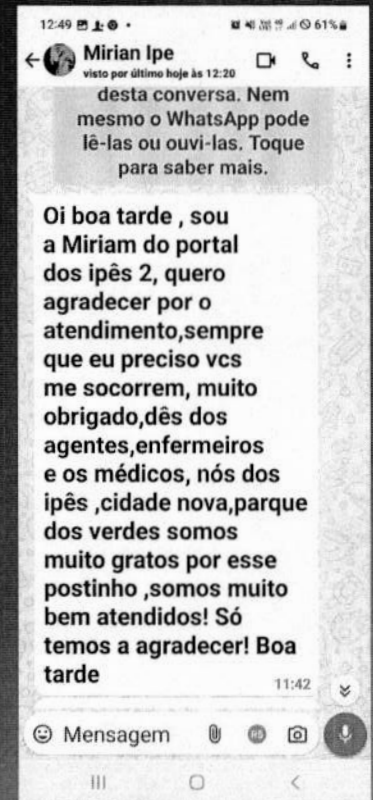 12:49
61%
Mirian Ipe
visto por último hoje às 12:20
desta conversa. Nem
mesmo o WhatsApp pode
lê-las ou ouvi-las. Toque
para saber mais.
Oi boa tarde , sou
a Miriam do portal
dos ipês 2, quero
agradecer por o
atendimento,sempre
que eu preciso vcs
me socorrem, muito
obrigado,dês dos
agentes,enfermeiros
e os médicos, nós dos
ipês ,cidade nova,parque
dos verdes somos
muito gratos por esse
postinho ,somos muito
bem atendidos! Só
temos a agradecer! Boa
tarde
11:42
Mensagem